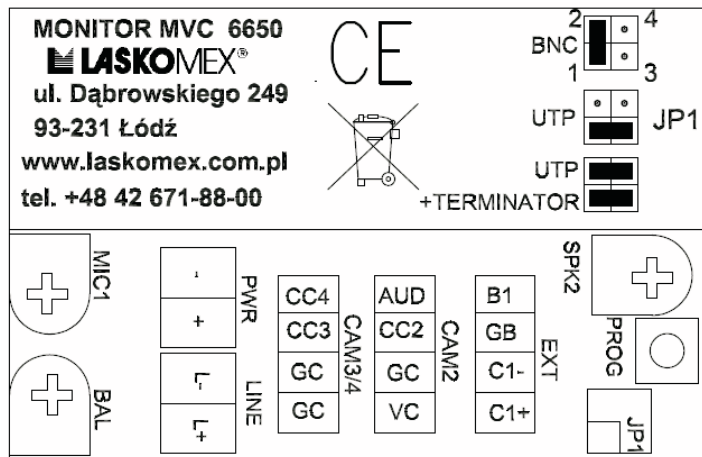 MONITOR MVC 6650
LASKOMEX®
ul. Dąbrowskiego 249
93-231 Łódź
www.laskomex.com.pl
tel. +48 42 671-88-00
CE
2 4
BNC
1 3
UTP JP1
UTP
+TERMINATOR
MIC1
BAL
-
+
PWR
L-
L+
LINE
CC4
CC3
GC
GC
CAM3/4
AUD
CC2
GC
VC
CAM2
B1
GB
C1-
C1+
EXT
SPK2
PROG
JP1